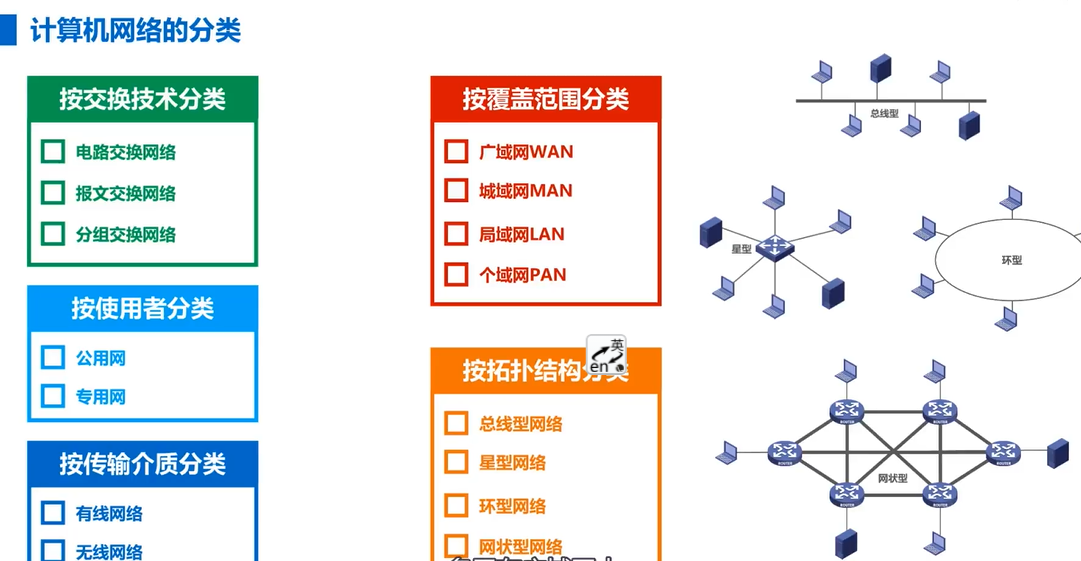 计算机网络的分类
按交换技术分类
电路交换网络
报文交换网络
分组交换网络
按使用者分类
公用网
专用网
按传输介质分类
有线网络
无线网络
按覆盖范围分类
广域网WAN
城域网MAN
局域网LAN
个域网PAN
按拓扑结构分类
英
en
总线型网络
星型网络
环型网络
网状型网络
总线型
星型
环型
网状型
ROUTER
ROUTER
ROUTER
ROUTER
ROUTER
ROUTER